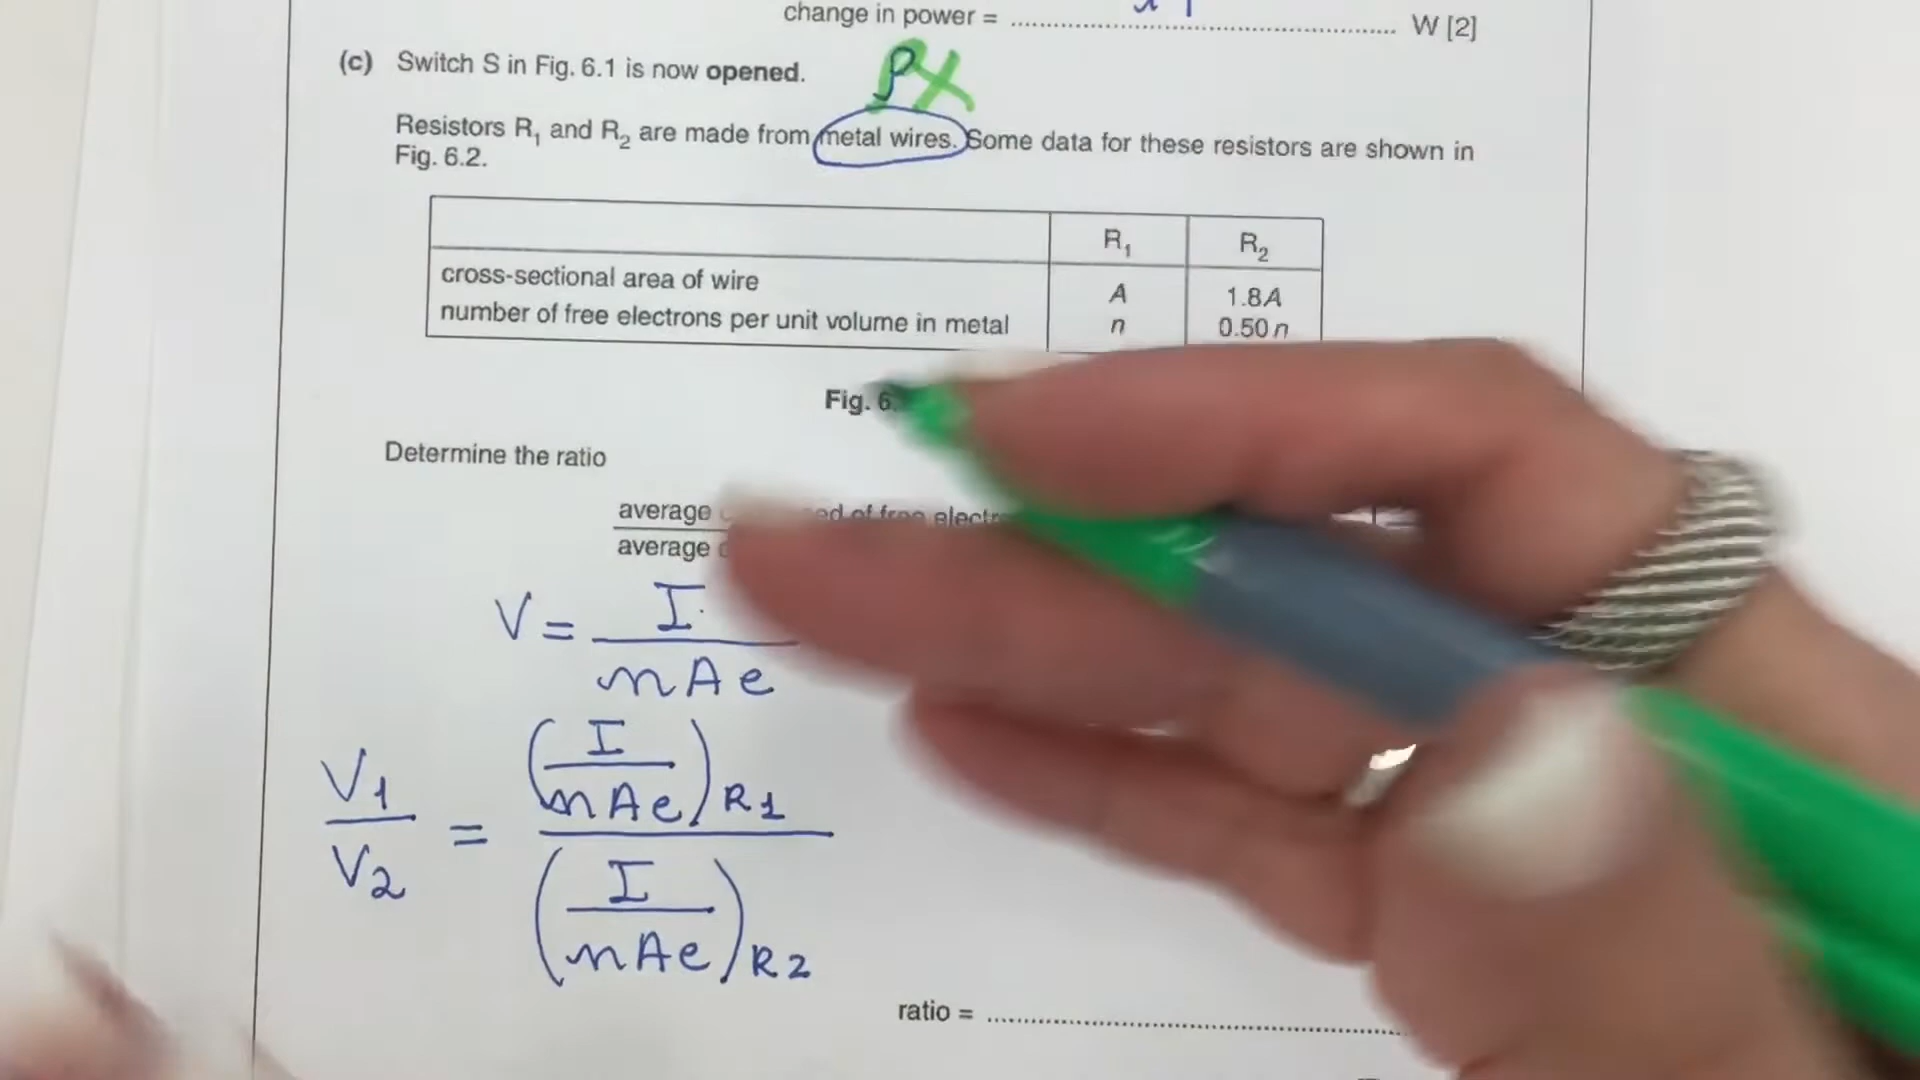 change in power = ........ W [2]
ρ
(c) Switch S in Fig. 6.1 is now opened.
Resistors R₁ and R₂ are made from metal wires. Some data for these resistors are shown in
Fig. 6.2.
R₁ R₂
cross-sectional area of wire A 1.8A
number of free electrons per unit volume in metal n 0.50n
Fig. 6.
Determine the ratio
average of free
average
V = I / nAe
V1 / V2 = (I / nAe)R1 / (I / nAe)R2
ratio = ........